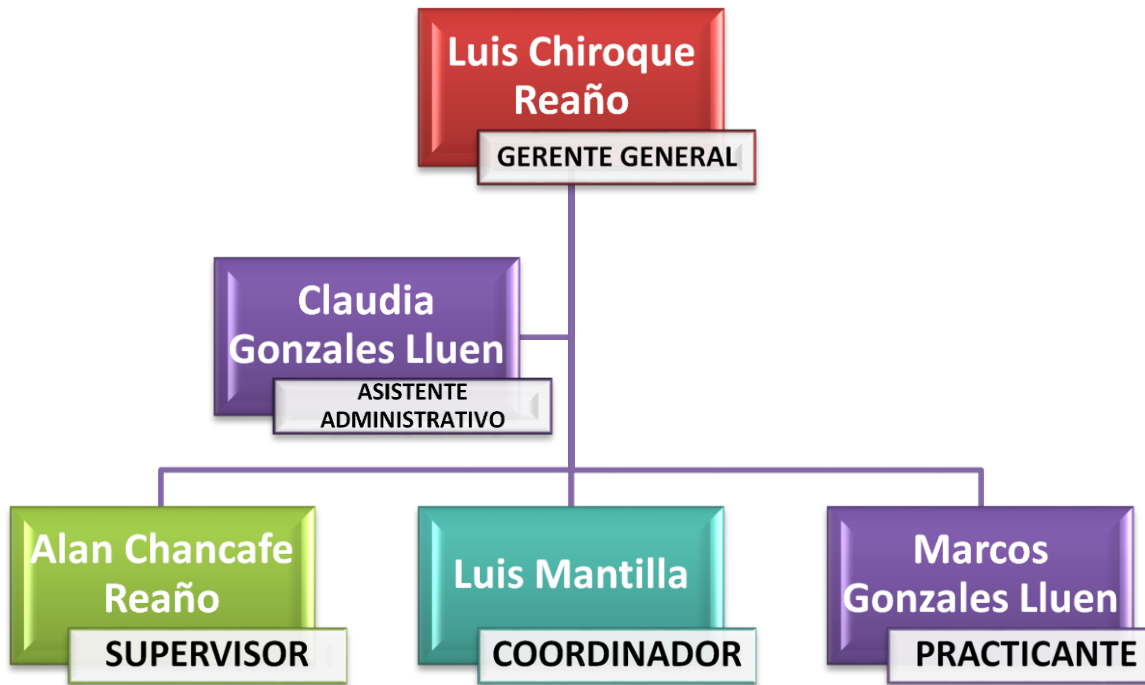 Luis Chiroque
Reaño
GERENTE GENERAL
Claudia
Gonzales Lluen
ASISTENTE
ADMINISTRATIVO
Alan Chancafe
Reaño
SUPERVISOR
Luis Mantilla
COORDINADOR
Marcos
Gonzales Lluen
PRACTICANTE